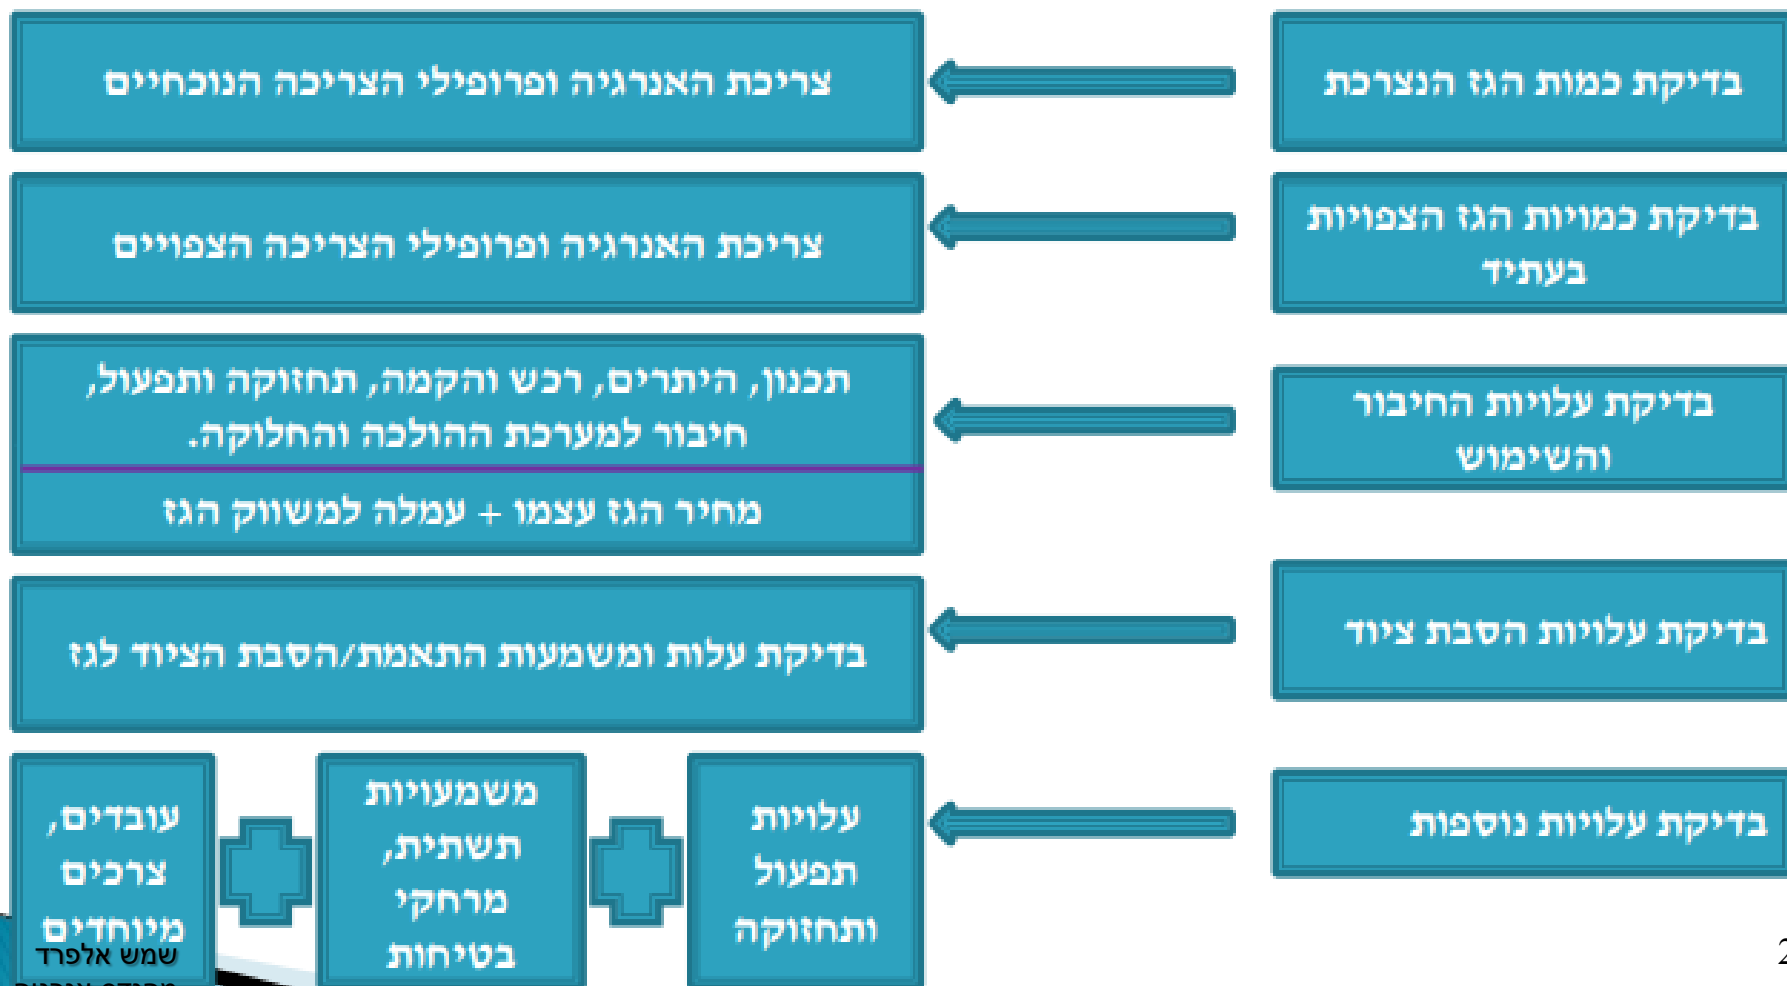 בדיקת כמות הגז הנצרכת
צריכת האנרגיה ופרופילי הצריכה הנוכחיים
בדיקת כמויות הגז הצפויות
בעתיד
צריכת האנרגיה ופרופילי הצריכה הצפויים
בדיקת עלויות החיבור
והשימוש
תכנון, היתרים, רכש והקמה, תחזוקה ותפעול,
חיבור למערכת ההולכה והחלוקה.
מחיר הגז עצמו + עמלה למשווק הגז
בדיקת עלויות הסבת ציוד
בדיקת עלות ומשמעות התאמת/הסבת הציוד לגז
בדיקת עלויות נוספות
עלויות
תפעול
ותחזוקה
משמעויות
תשתית,
מרחקי
בטיחות
עובדים,
צרכים
מיוחדים
שמש אלפרד
2